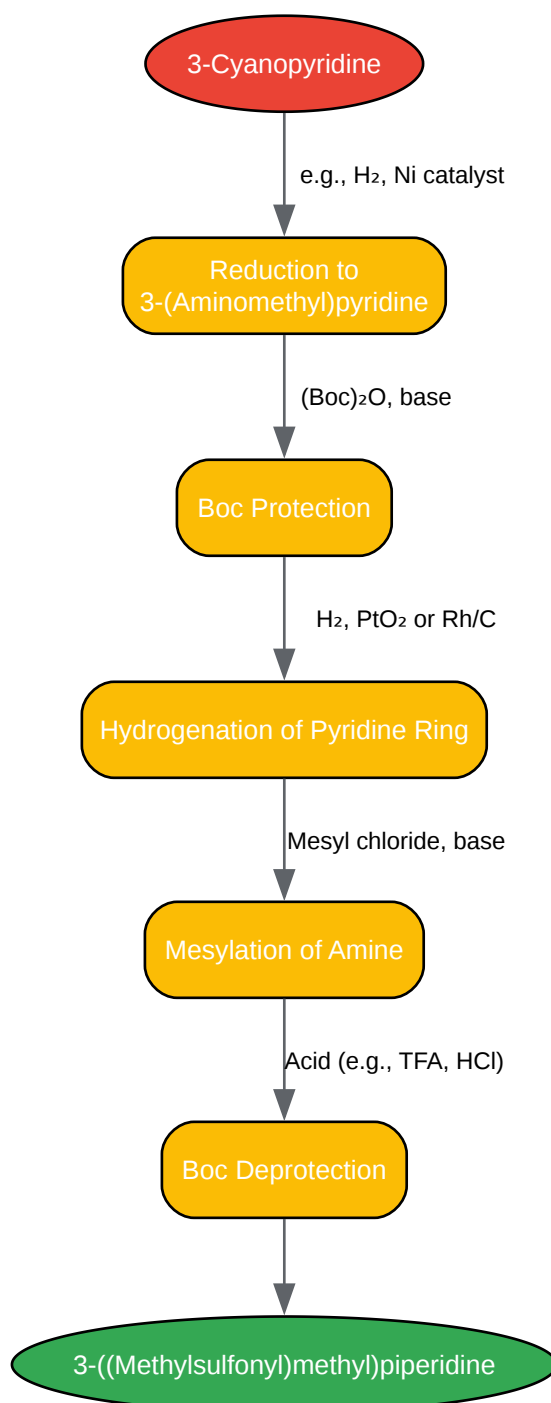 3-Cyanopyridine
e.g., H₂, Ni catalyst
Reduction to
3-(Aminomethyl)pyridine
(Boc)₂O, base
Boc Protection
H₂, PtO₂ or Rh/C
Hydrogenation of Pyridine Ring
Mesyl chloride, base
Mesylation of Amine
Acid (e.g., TFA, HCl)
Boc Deprotection
3-((Methylsulfonyl)methyl)piperidine